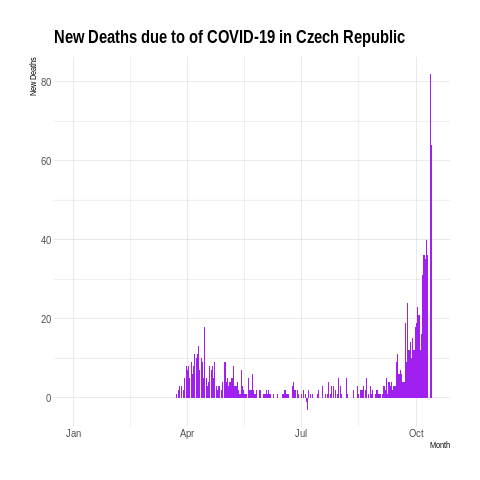 New Deaths due to of COVID-19 in Czech Republic
New Deaths
80
60
40
20
0
Jan Apr Jul Oct
Month